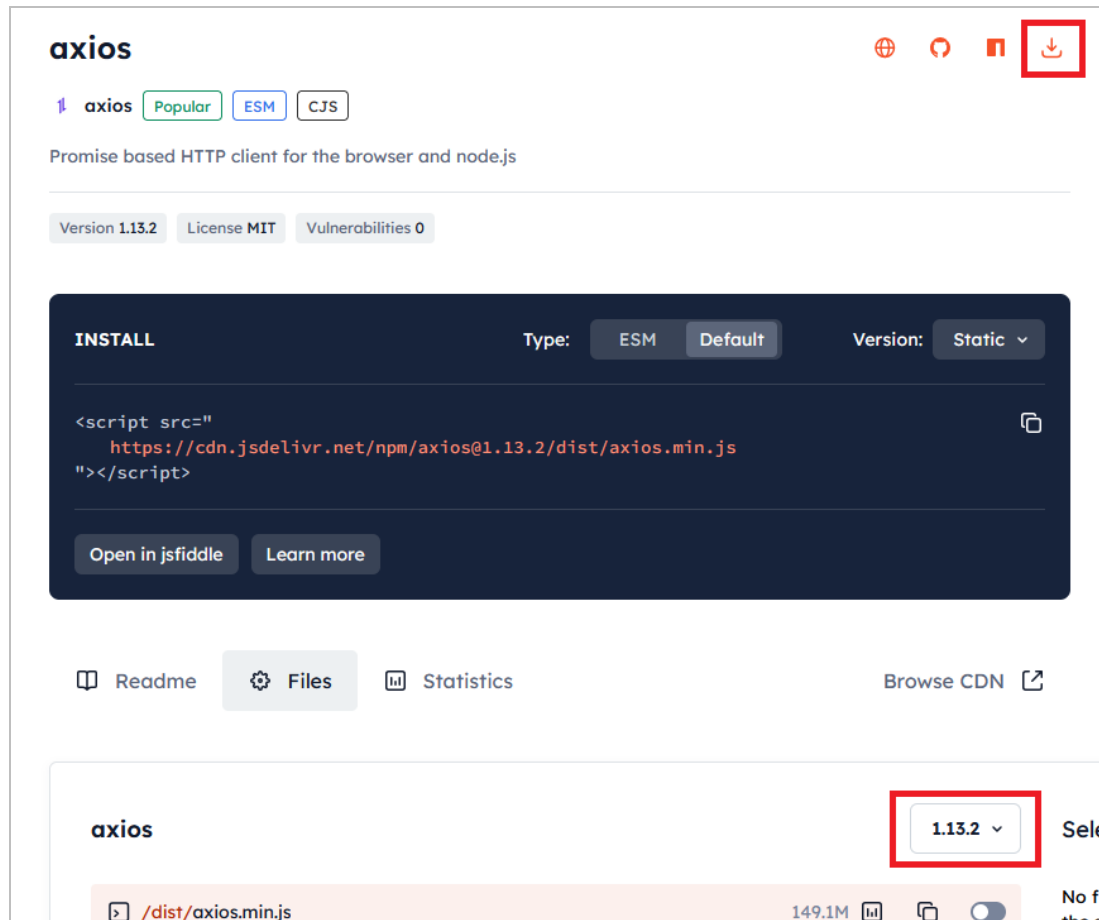 axios
axios Popular ESM CJS
Promise based HTTP client for the browser and node.js
Version 1.13.2 License MIT Vulnerabilities 0
INSTALL Type: ESM Default Version: Static
<script src="
https://cdn.jsdelivr.net/npm/axios@1.13.2/dist/axios.min.js
"></script>
Open in jsfiddle Learn more
Readme Files Statistics Browse CDN
axios 1.13.2
/dist/axios.min.js 149.1M
No f